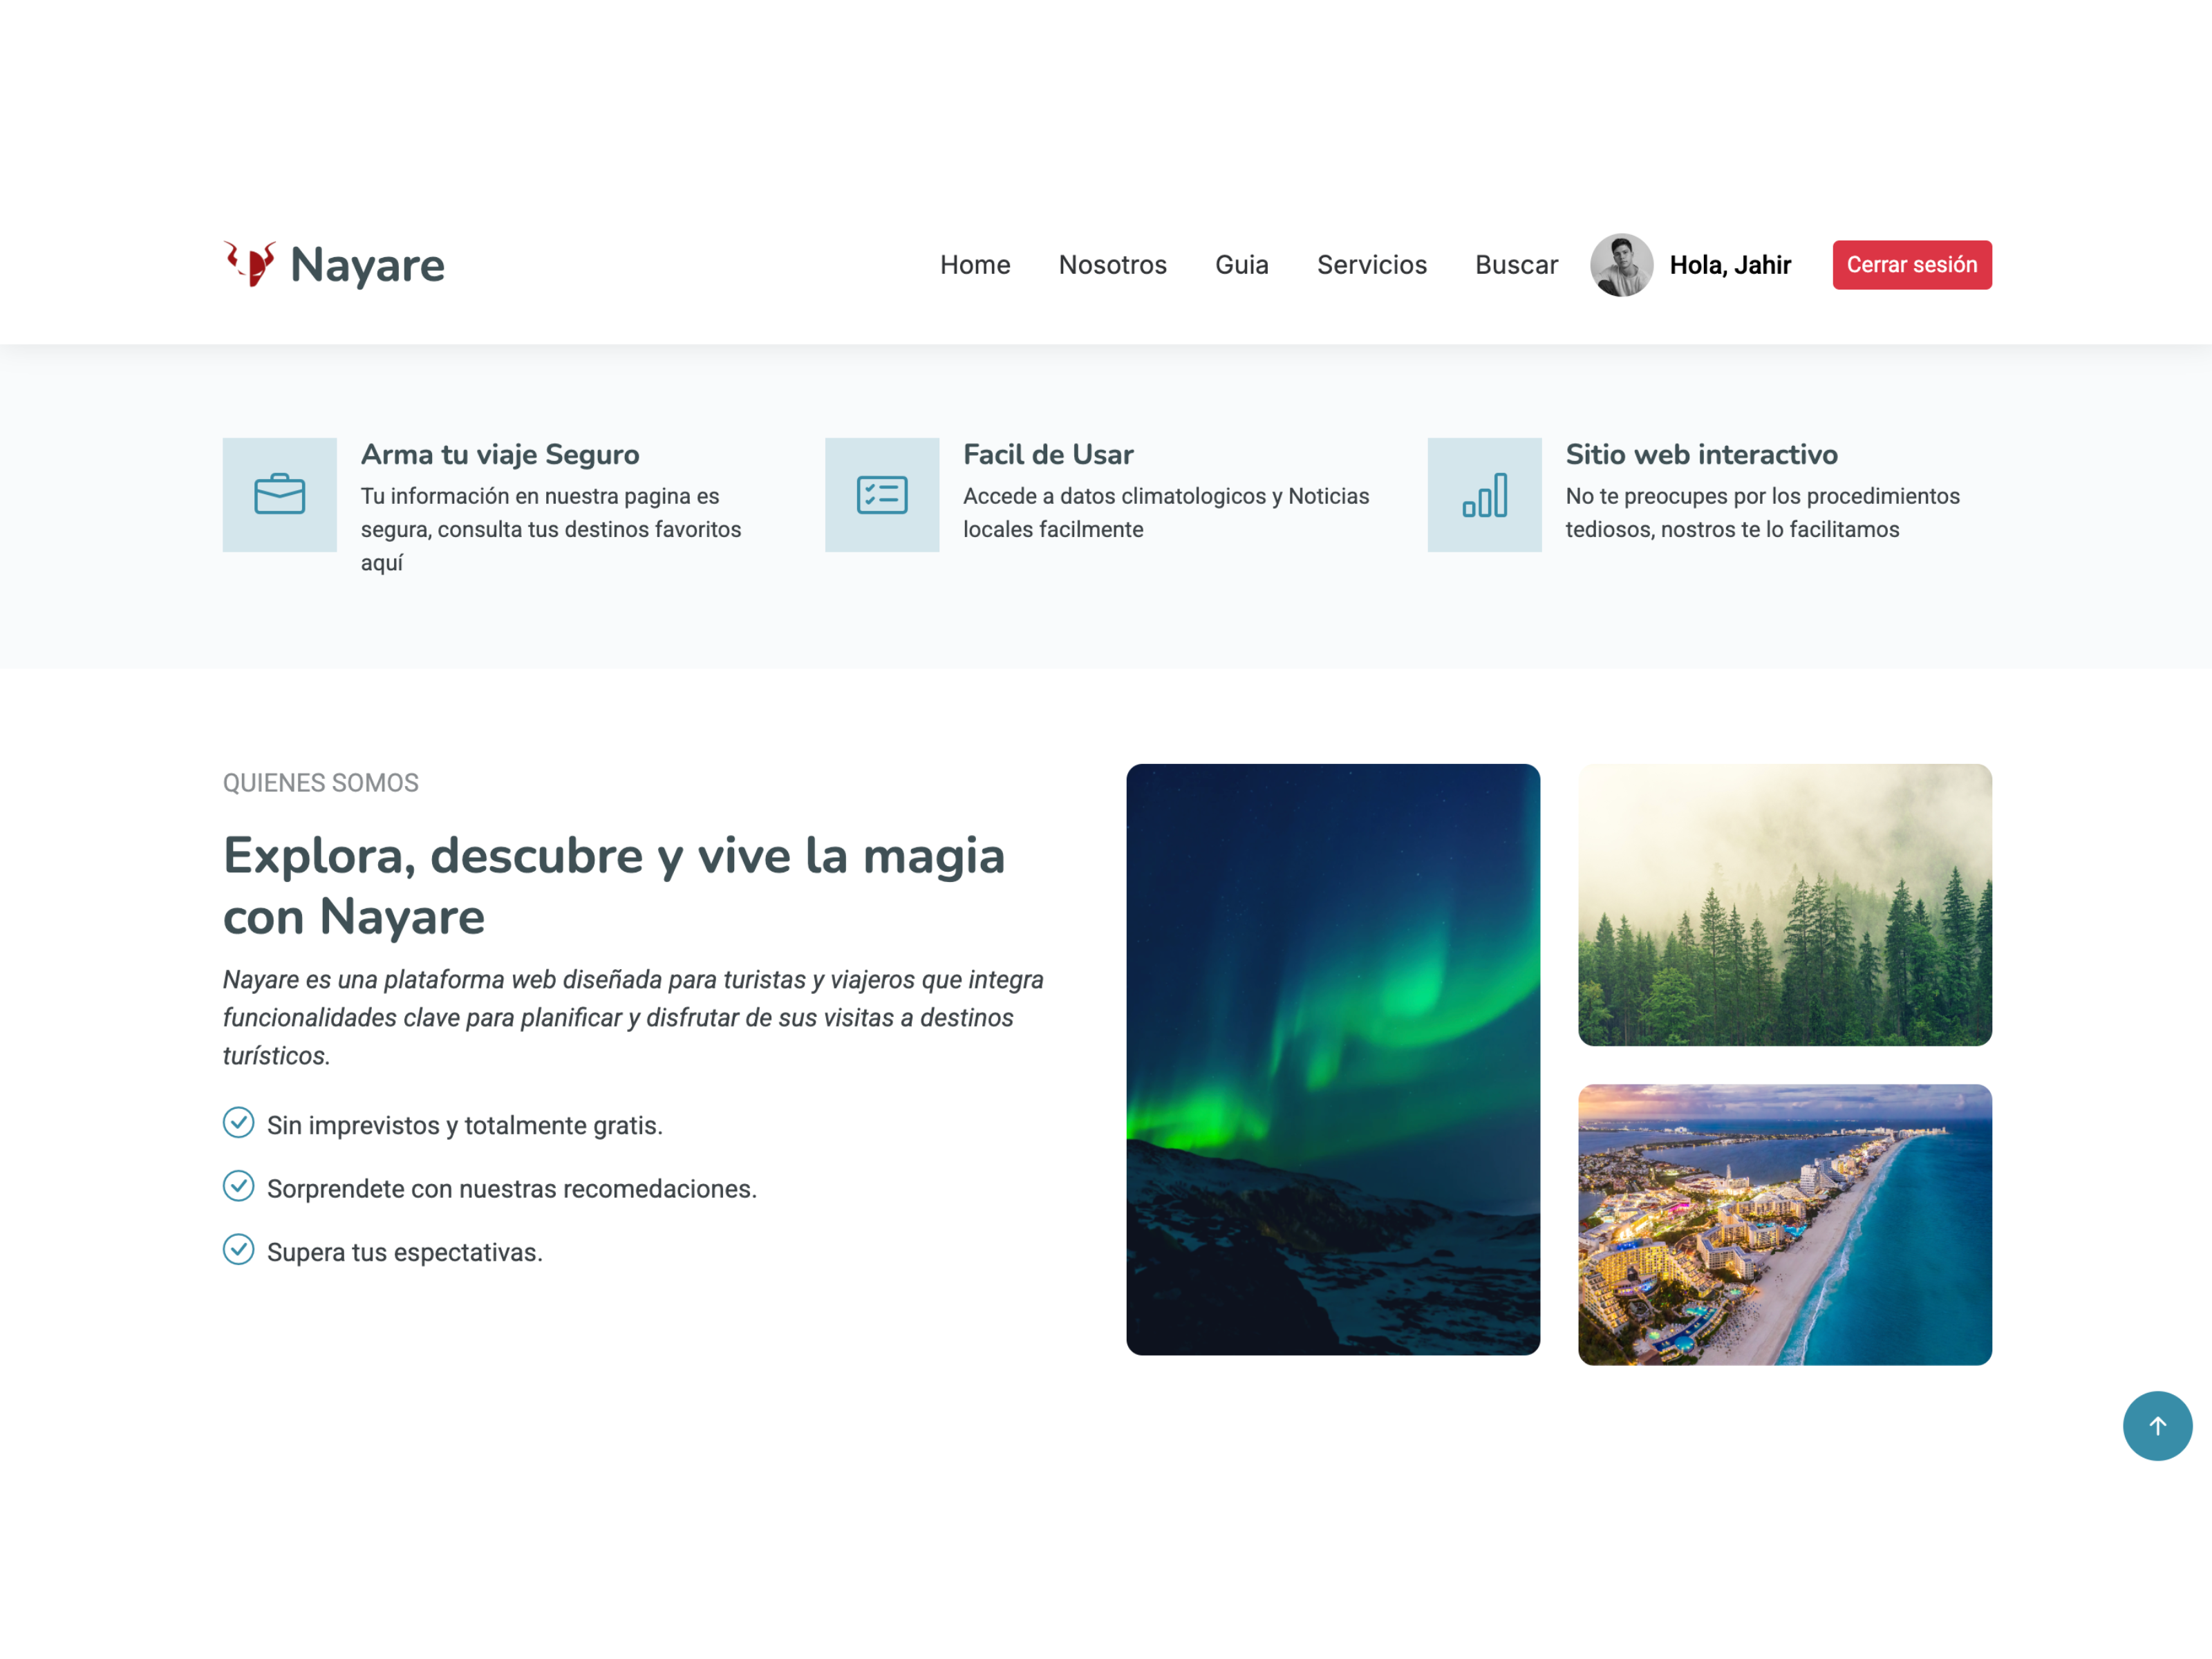 Nayare
Home Nosotros Guia Servicios Buscar Hola, Jahir Cerrar sesión
Arma tu viaje Seguro
Tu información en nuestra pagina es
segura, consulta tus destinos favoritos
aquí
Facil de Usar
Accede a datos climatologicos y Noticias
locales facilmente
Sitio web interactivo
No te preocupes por los procedimientos
tediosos, nostros te lo facilitamos
QUIENES SOMOS
Explora, descubre y vive la magia
con Nayare
Nayare es una plataforma web diseñada para turistas y viajeros que integra
funcionalidades clave para planificar y disfrutar de sus visitas a destinos
turísticos.
Sin imprevistos y totalmente gratis.
Sorprendete con nuestras recomedaciones.
Supera tus espectativas.